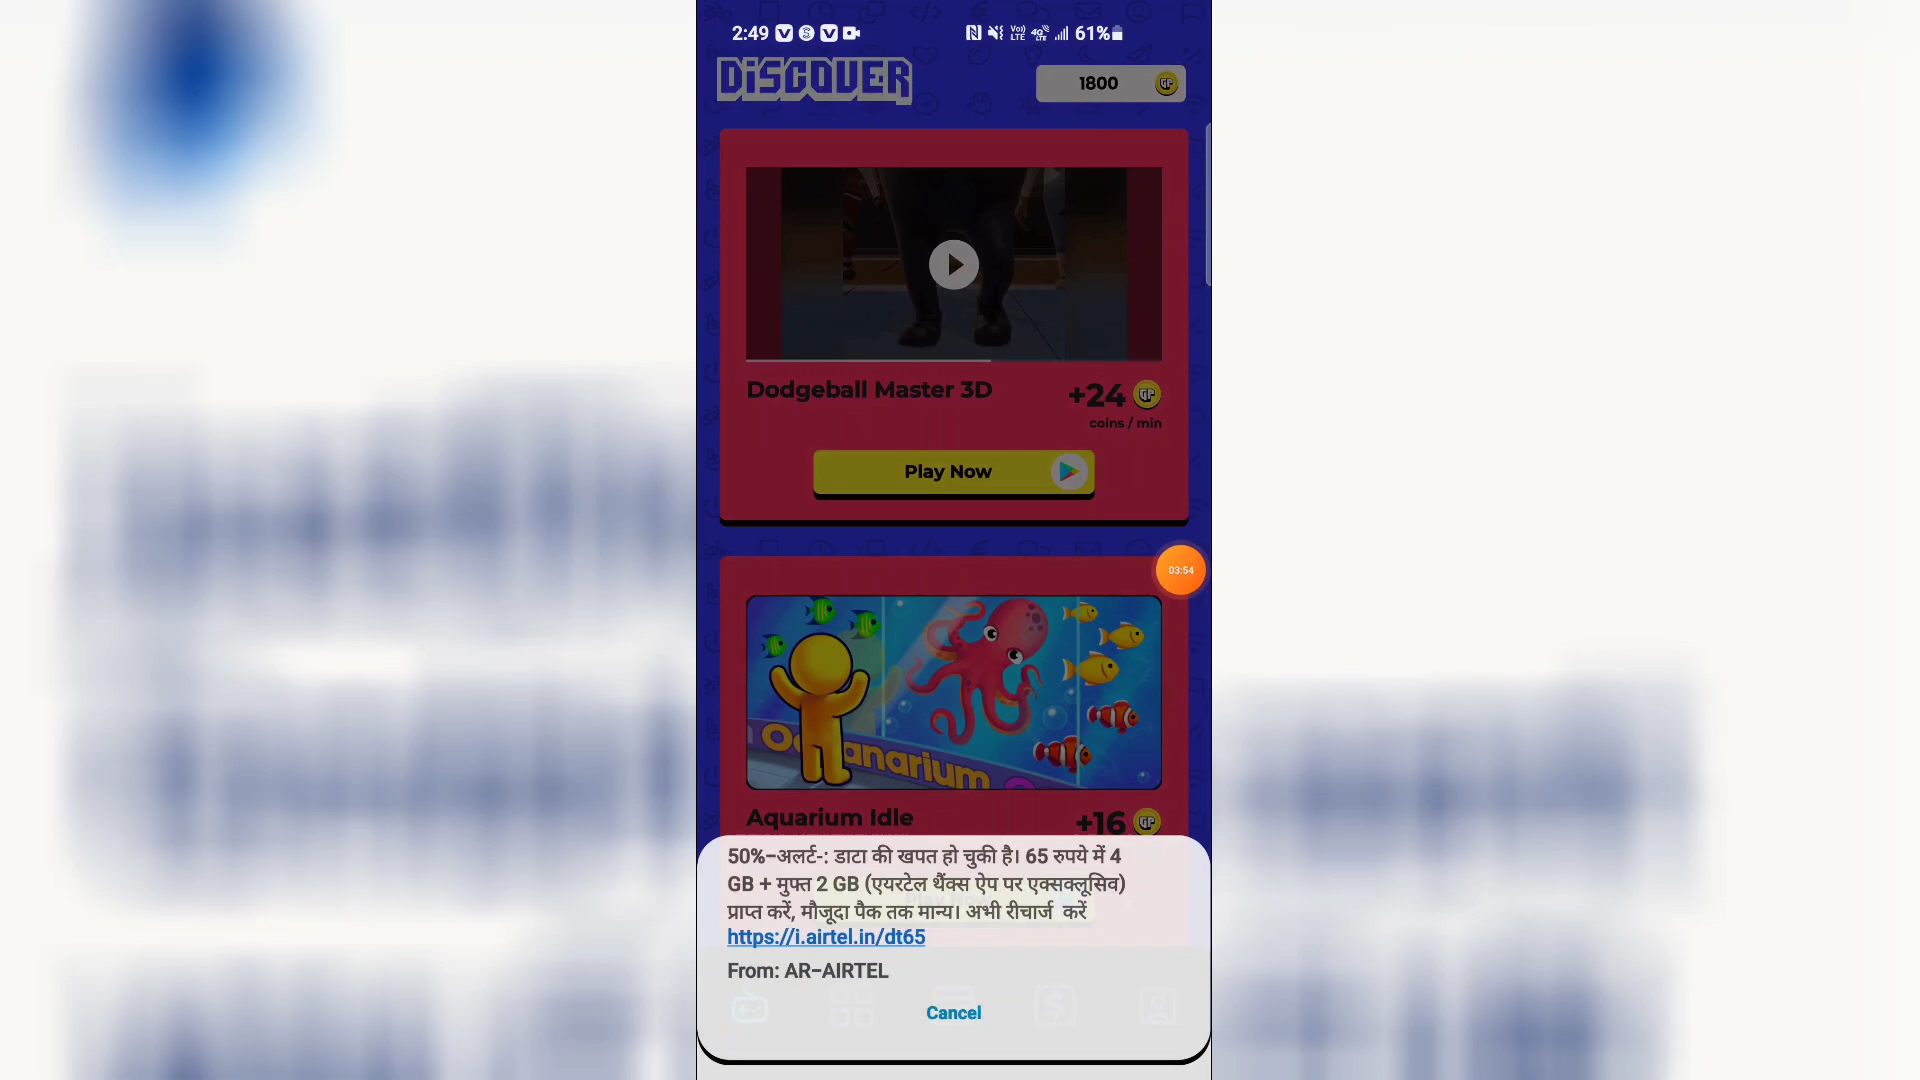 2:49
61%
DiSCOVER
1800
Dodgeball Master 3D
+24
coins / min
Play Now
03:54
Aquarium Idle
+16
50%-अलर्ट-: डाटा की खपत हो चुकी है। 65 रुपये में 4
GB + मुफ्त 2 GB (एयरटेल थैंक्स ऐप पर एक्सक्लूसिव)
प्राप्त करें, मौजूदा पैक तक मान्य। अभी रीचार्ज करें
https://i.airtel.in/dt65
From: AR-AIRTEL
Cancel